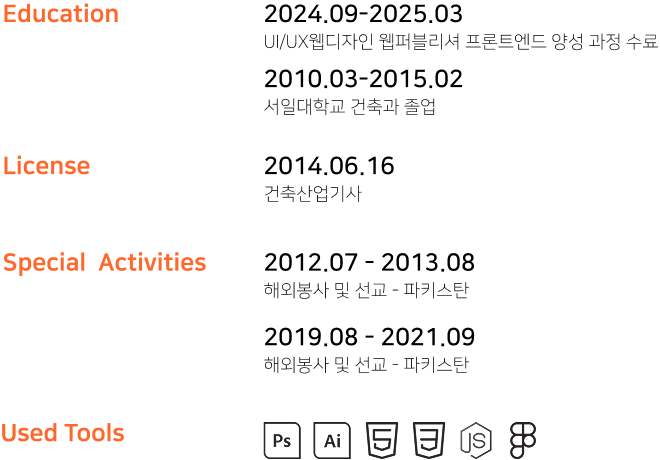 Education
2024.09-2025.03
UI/UX웹디자인 웹퍼블리셔 프론트엔드 양성 과정 수료
2010.03-2015.02
서일대학교 건축과 졸업
License
2014.06.16
건축산업기사
Special Activities
2012.07 - 2013.08
해외봉사 및 선교 - 파키스탄
2019.08 - 2021.09
해외봉사 및 선교 - 파키스탄
Used Tools
Ps Ai 5 3 JS